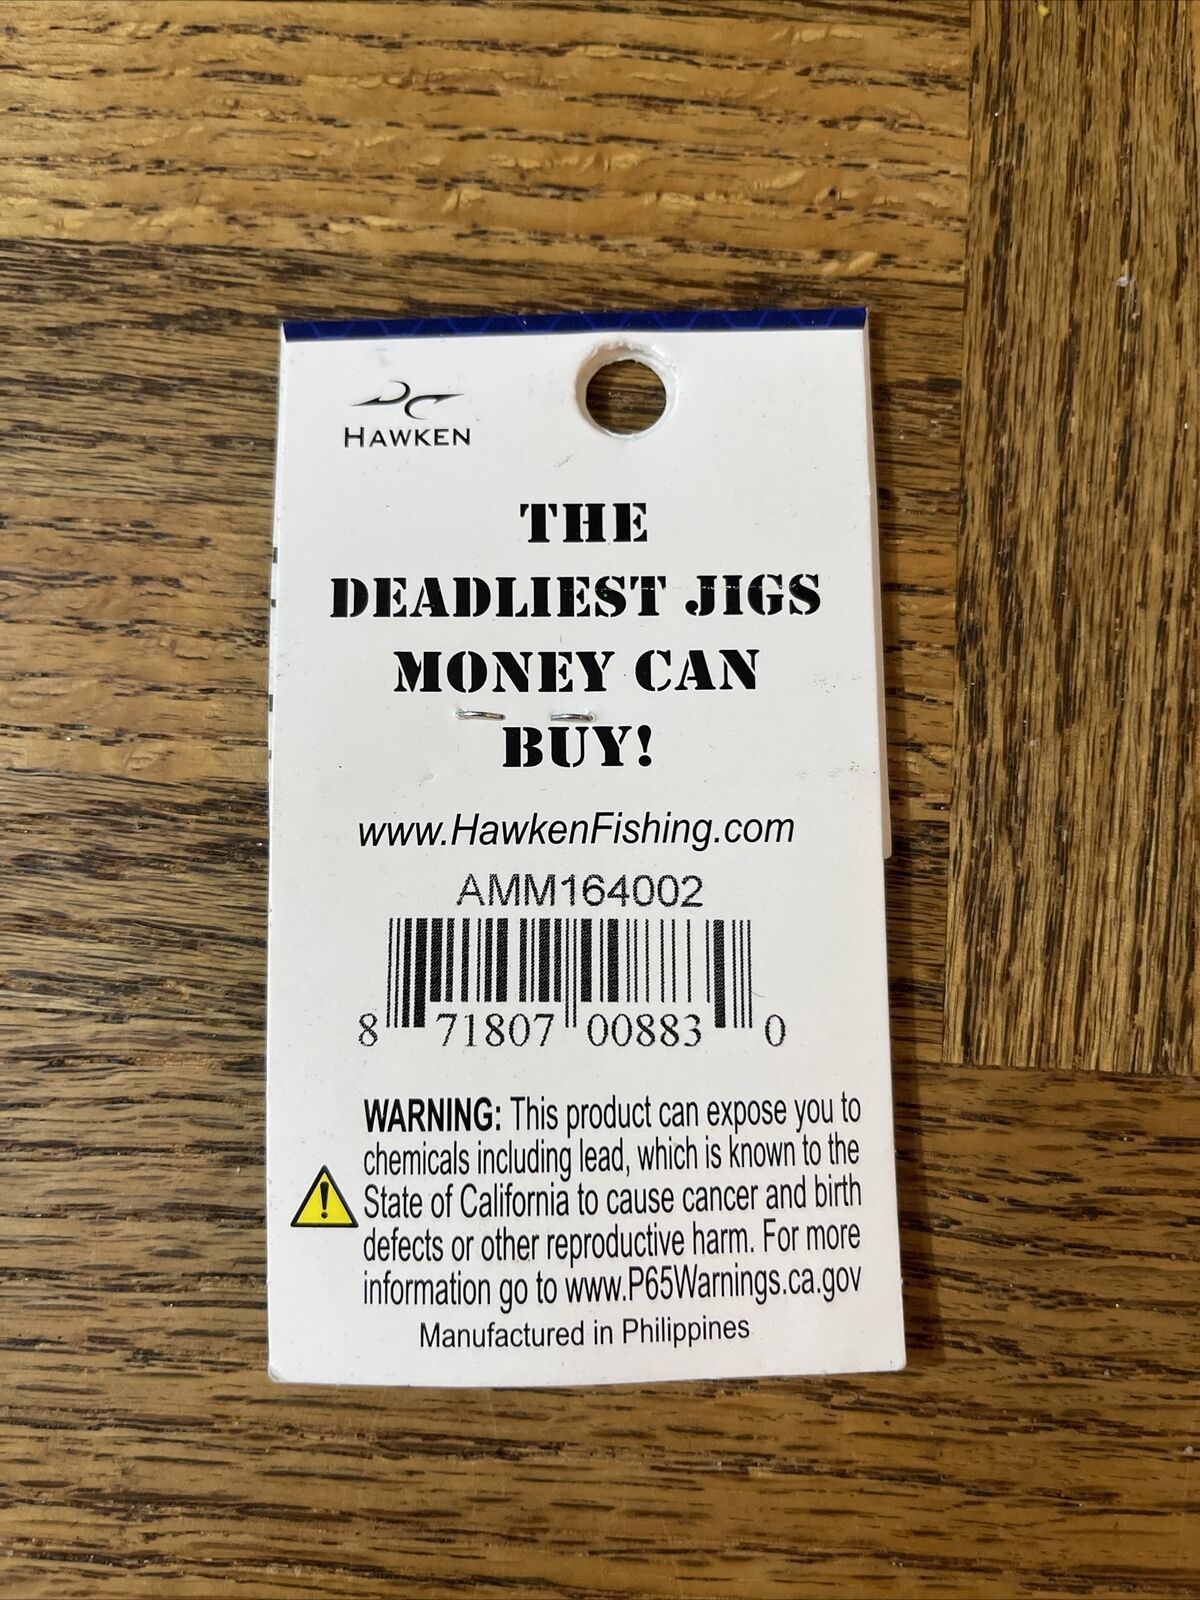 HAWKEN
THE
DEADLIEST JIGS
MONEY CAN
BUY!
www.HawkenFishing.com
AMM164002
8 71807 00883 0
WARNING: This product can expose you to
chemicals including lead, which is known to the
State of California to cause cancer and birth
defects or other reproductive harm. For more
information go to www.P65Warnings.ca.gov
Manufactured in Philippines